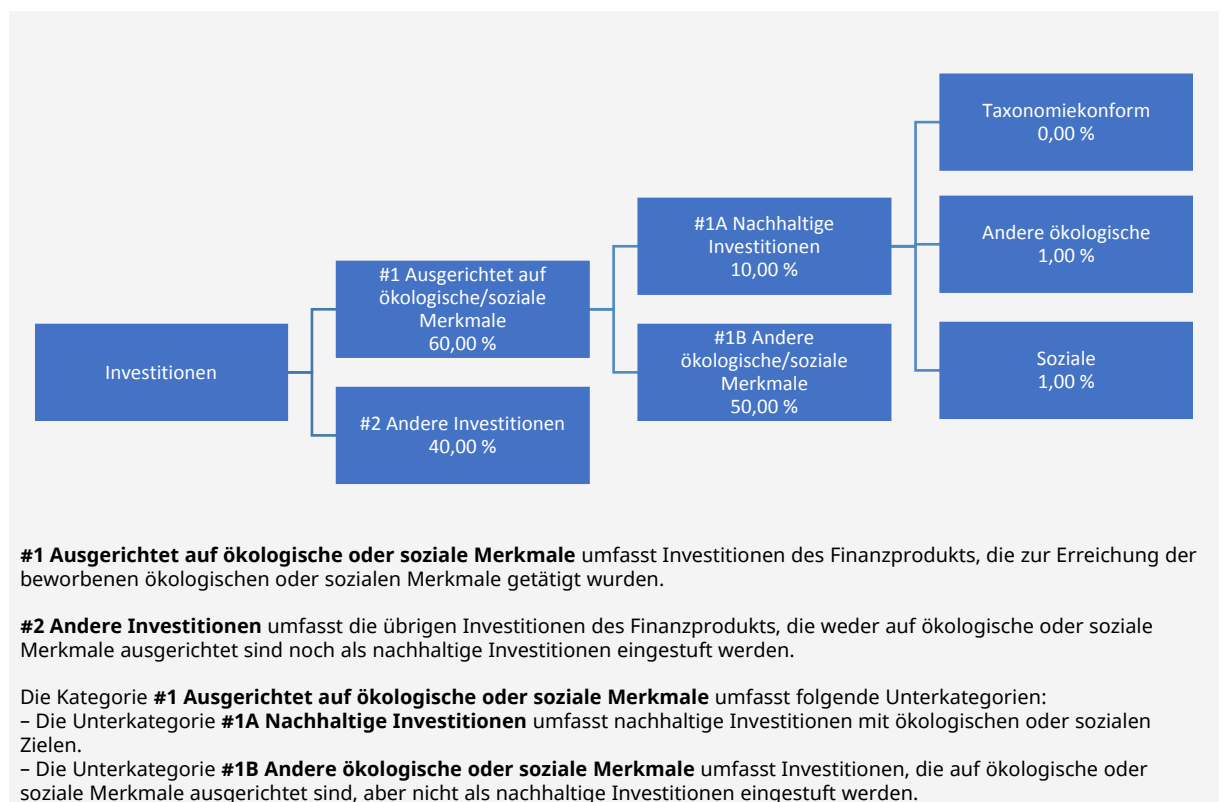 Taxonomiekonform
0,00 %
#1A Nachhaltige
Investitionen
10,00 %
Andere ökologische
1,00 %
#1 Ausgerichtet auf
ökologische/soziale
Merkmale
60,00 %
#1B Andere
ökologische/soziale
Merkmale
50,00 %
Soziale
1,00 %
Investitionen
#2 Andere Investitionen
40,00 %
#1 Ausgerichtet auf ökologische oder soziale Merkmale umfasst Investitionen des Finanzprodukts, die zur Erreichung der
beworbenen ökologischen oder sozialen Merkmale getätigt wurden.
#2 Andere Investitionen umfasst die übrigen Investitionen des Finanzprodukts, die weder auf ökologische oder soziale
Merkmale ausgerichtet sind noch als nachhaltige Investitionen eingestuft werden.
Die Kategorie #1 Ausgerichtet auf ökologische oder soziale Merkmale umfasst folgende Unterkategorien:
– Die Unterkategorie #1A Nachhaltige Investitionen umfasst nachhaltige Investitionen mit ökologischen oder sozialen
Zielen.
– Die Unterkategorie #1B Andere ökologische oder soziale Merkmale umfasst Investitionen, die auf ökologische oder
soziale Merkmale ausgerichtet sind, aber nicht als nachhaltige Investitionen eingestuft werden.